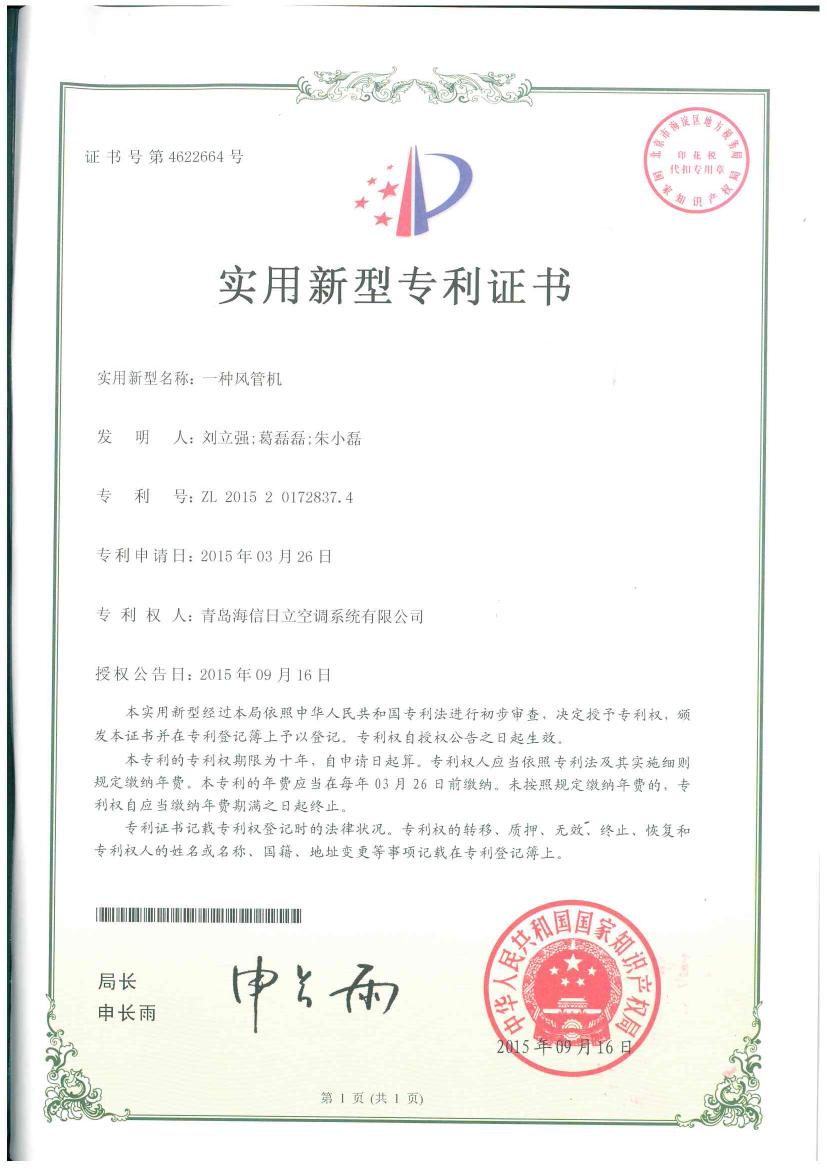 证书号第4622664号
北京市海淀区地方税务局
印花税
代扣专用章
国家知识产权局
实用新型专利证书
实用新型名称：一种风管机
发明人：刘立强;葛磊磊;朱小磊
专利号：ZL 2015 2 0172837.4
专利申请日：2015年03月26日
专利权人：青岛海信日立空调系统有限公司
授权公告日：2015年09月16日
本实用新型经过本局依照中华人民共和国专利法进行初步审查，决定授予专利权，颁
发本证书并在专利登记簿上予以登记。专利权自授权公告之日起生效。
本专利的专利权期限为十年，自申请日起算。专利权人应当依照专利法及其实施细则
规定缴纳年费。本专利的年费应当在每年03月26日前缴纳。未按照规定缴纳年费的，专
利权自应当缴纳年费期满之日起终止。
专利证书记载专利权登记时的法律状况。专利权的转移、质押、无效、终止、恢复和
专利权人的姓名或名称、国籍、地址变更等事项记载在专利登记簿上。
局长
申长雨
申长雨
中华人民共和国国家知识产权局
2015年09月16日
第1页(共1页)